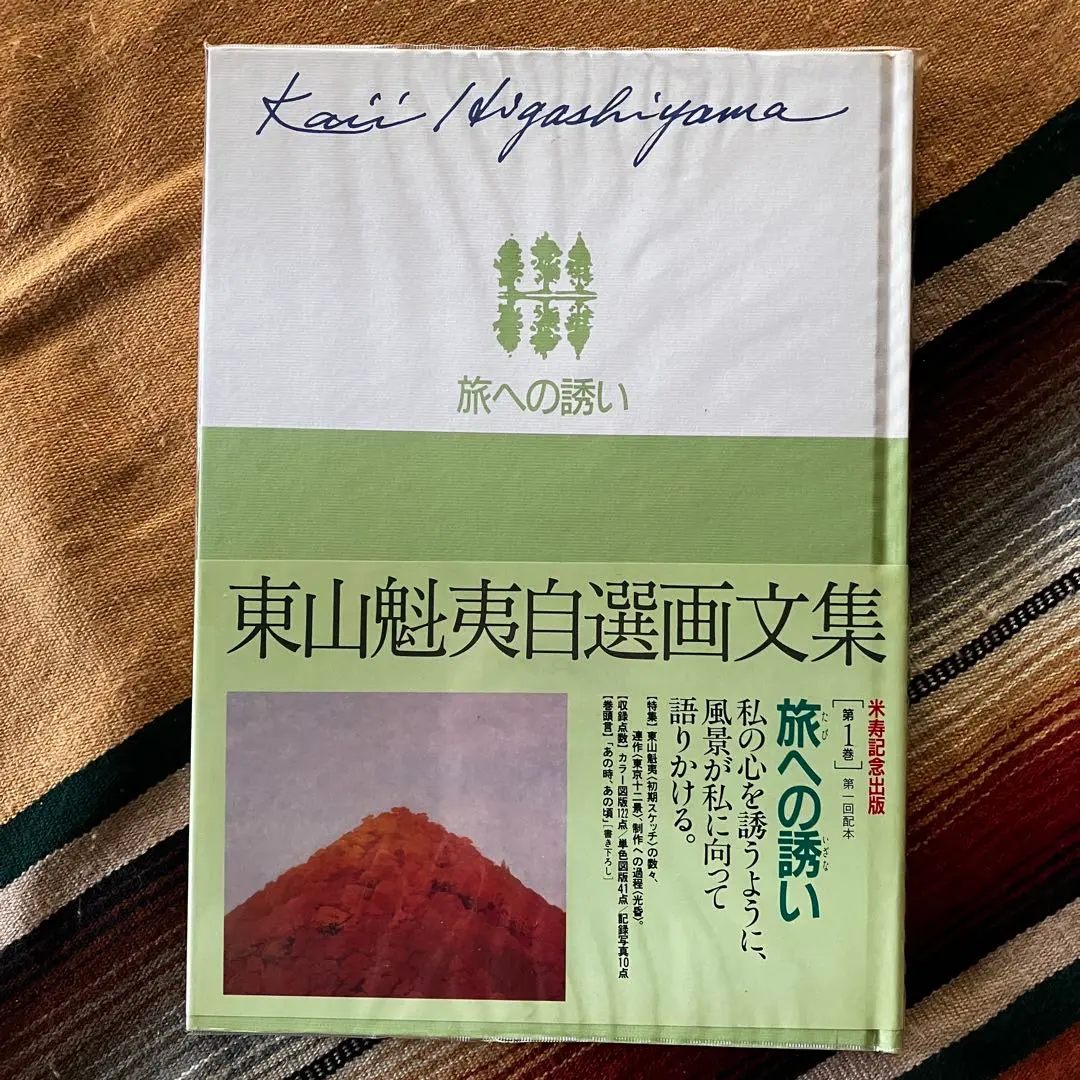 Kaii Higashiyama
旅への誘い
東山魁夷自選画文集
米寿記念出版
[第1巻] 第一回配本
旅への誘い
たび いざな
私の心を誘うように、
風景が私に向って
語りかける。
[特集]東山魁夷〈初期スケッチ〉の数々、
連作〈東京十二景〉、制作への過程〈光昏〉。
[収録点数]カラー図版122点/単色図版41点/記録写真10点
[巻頭言]「あの時、あの頃」[書き下ろし]